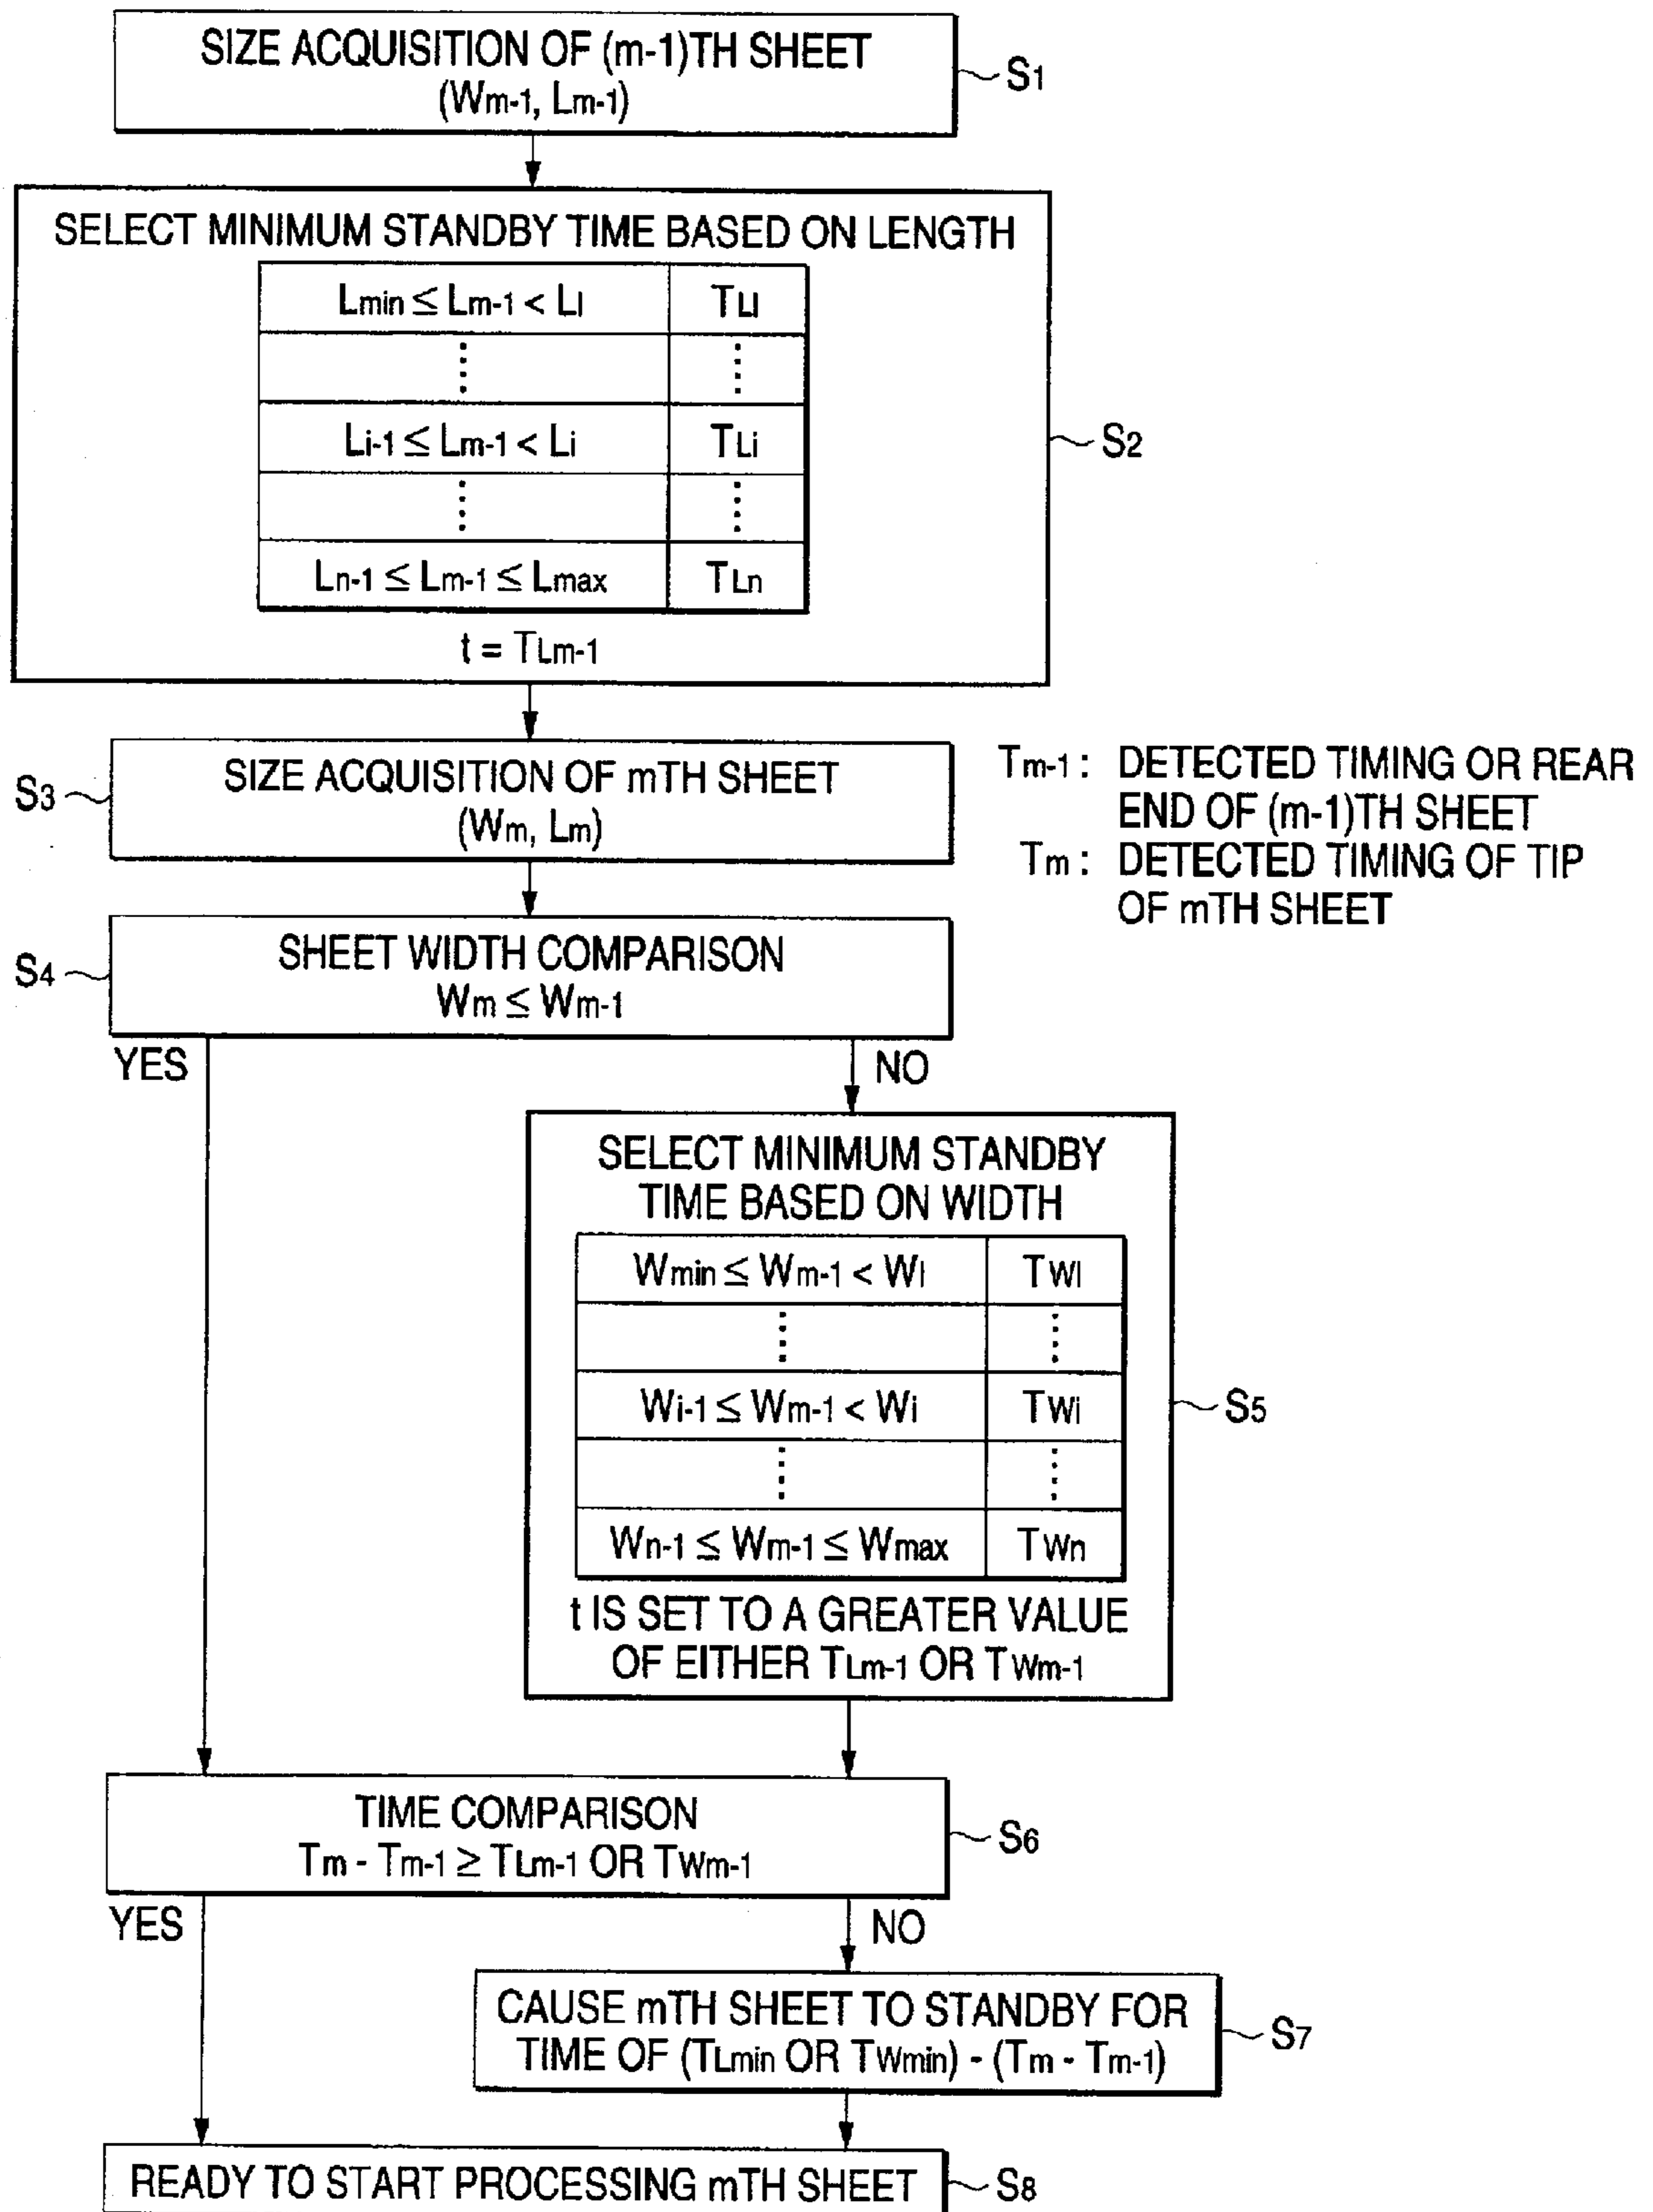 SIZE ACQUISITION OF (m-1)TH SHEET
(Wm-1, Lm-1)
S1
SELECT MINIMUM STANDBY TIME BASED ON LENGTH
Lmin ≤ Lm-1 < Ll TLl
Li-1 ≤ Lm-1 < Li TLi
Ln-1 ≤ Lm-1 ≤ Lmax TLn
t = TLm-1
S2
SIZE ACQUISITION OF mTH SHEET
(Wm, Lm)
S3
Tm-1 : DETECTED TIMING OR REAR
END OF (m-1)TH SHEET
Tm : DETECTED TIMING OF TIP
OF mTH SHEET
SHEET WIDTH COMPARISON
Wm ≤ Wm-1
S4
YES
NO
SELECT MINIMUM STANDBY
TIME BASED ON WIDTH
Wmin ≤ Wm-1 < Wl TWl
Wi-1 ≤ Wm-1 < Wi TWi
Wn-1 ≤ Wm-1 ≤ Wmax TWn
t IS SET TO A GREATER VALUE
OF EITHER TLm-1 OR TWm-1
S5
TIME COMPARISON
Tm - Tm-1 ≥ TLm-1 OR TWm-1
S6
YES
NO
CAUSE mTH SHEET TO STANDBY FOR
TIME OF (TLmin OR TWmin) - (Tm - Tm-1)
S7
READY TO START PROCESSING mTH SHEET
S8